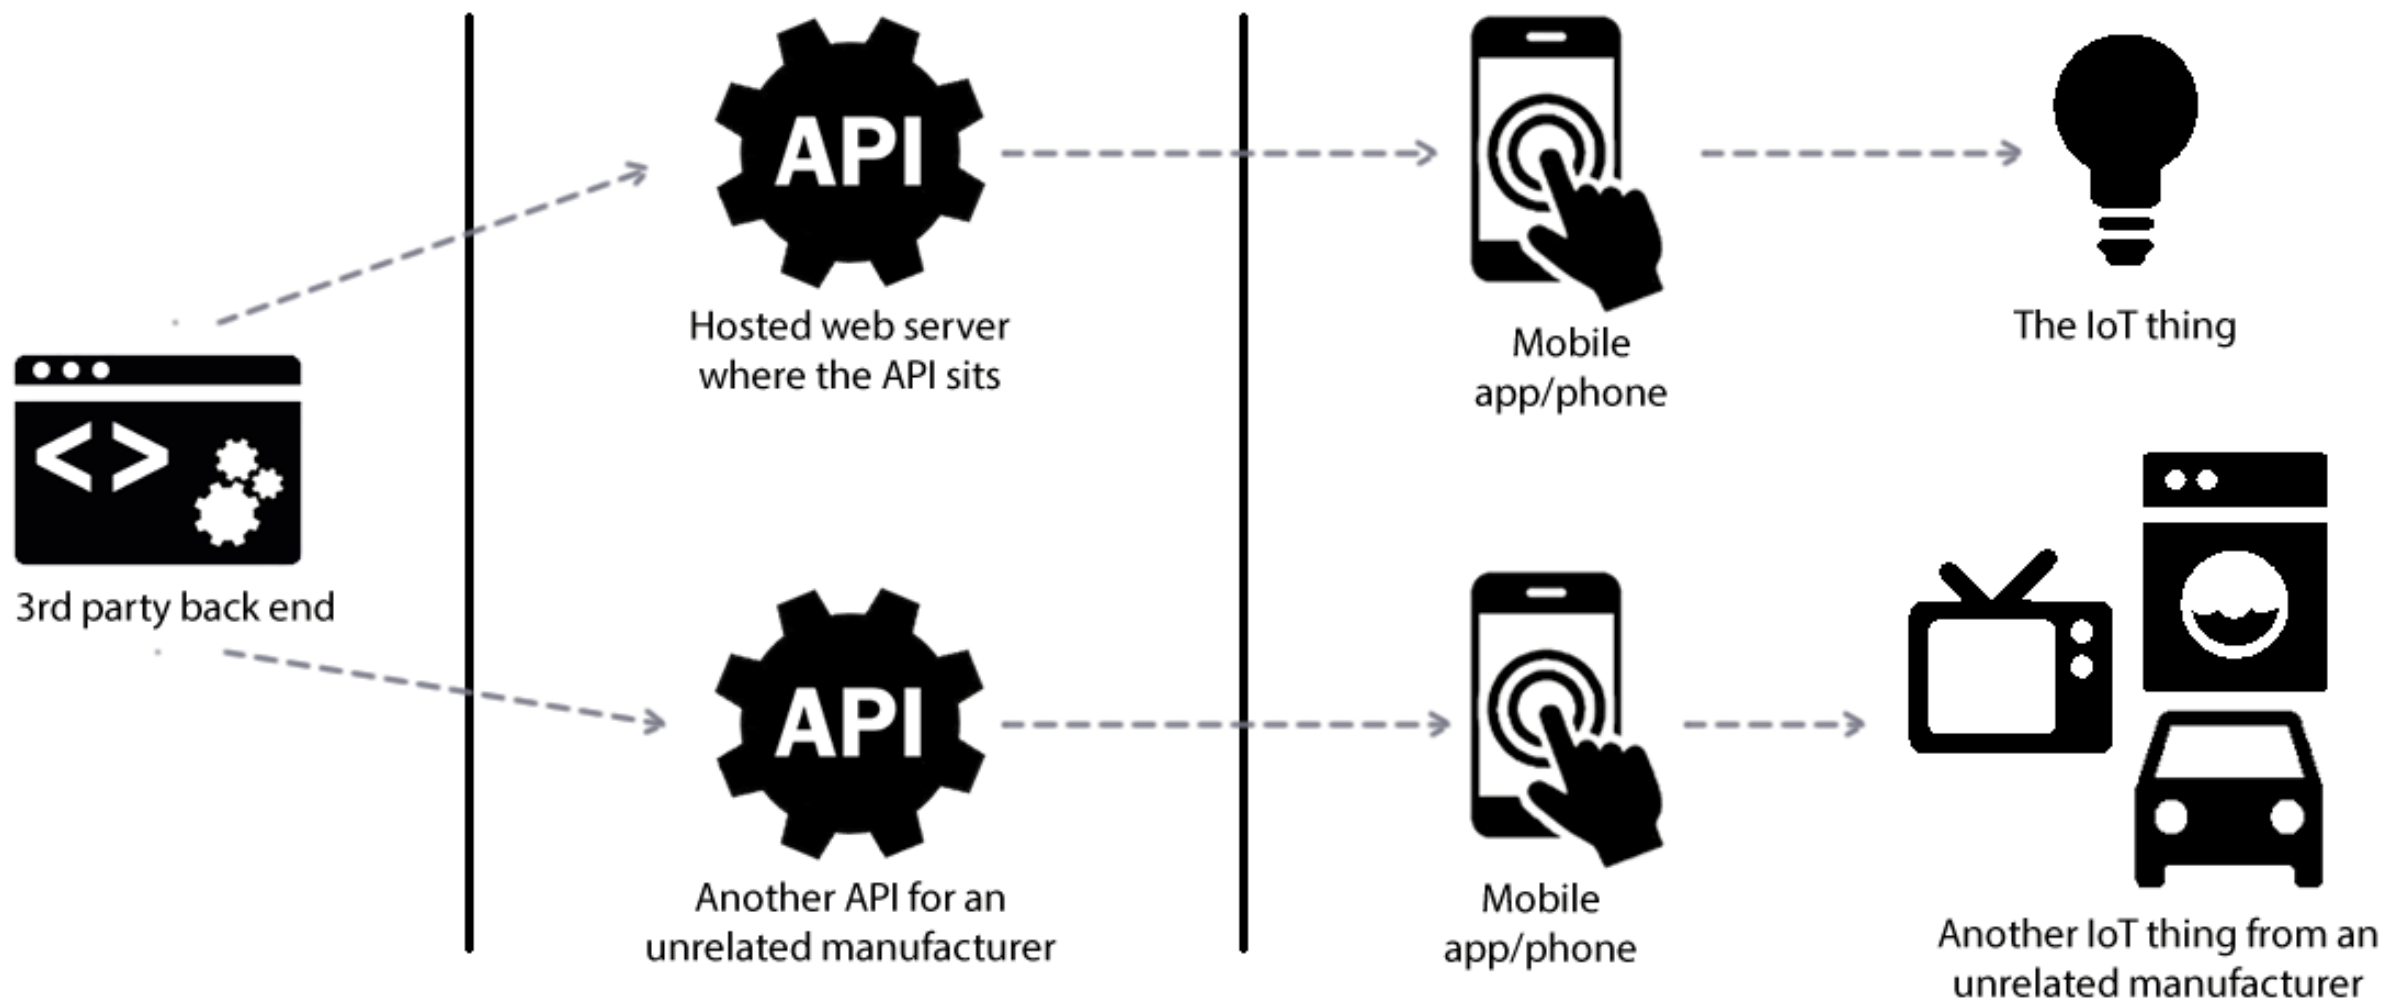 API
Hosted web server
where the API sits
Mobile
app/phone
The IoT thing
<>
3rd party back end
API
Another API for an
unrelated manufacturer
Mobile
app/phone
Another IoT thing from an
unrelated manufacturer